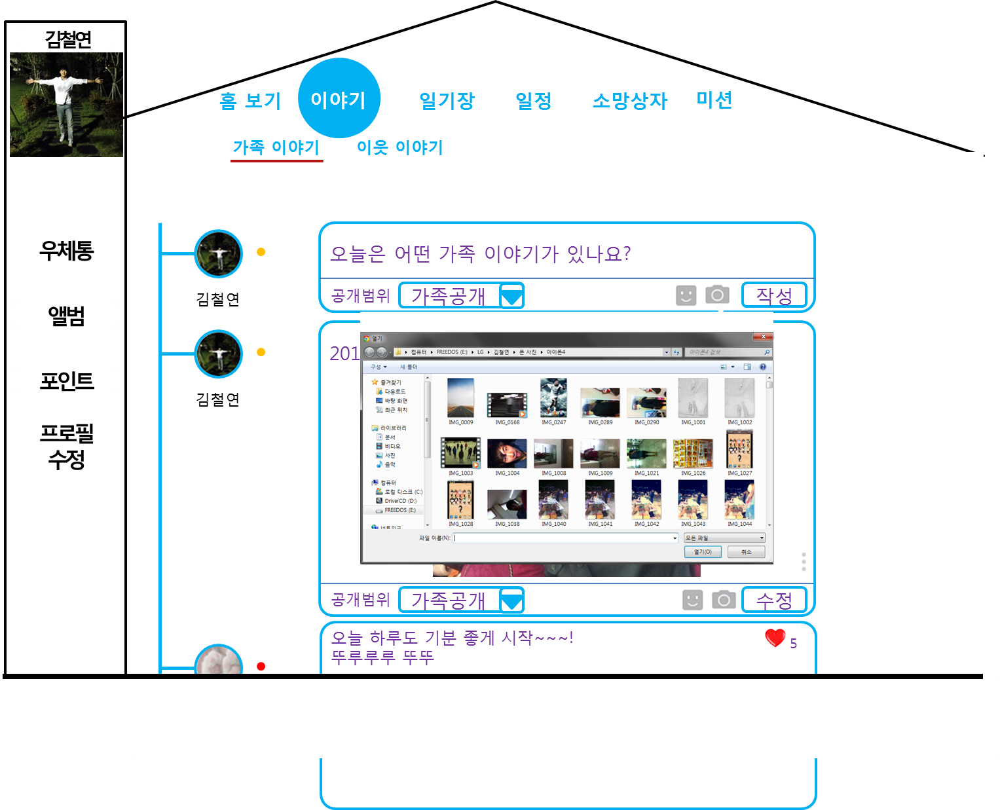 김철연
홈 보기
이야기
일기장
일정
소망상자
미션
가족 이야기
이웃 이야기
우체통
앨범
포인트
프로필
수정
김철연
오늘은 어떤 가족 이야기가 있나요?
공개범위
가족공개
작성
김철연
201
열기
컴퓨터 ▸ FREEDOS (E:) ▸ LG ▸ 김철연 ▸ 폰 사진 ▸ 아이폰4
아이폰4 검색
구성
새 폴더
즐겨찾기
다운로드
바탕 화면
최근 위치
라이브러리
문서
비디오
사진
음악
컴퓨터
로컬 디스크 (C:)
DriverCD (D:)
FREEDOS (E:)
네트워크
IMG_0009
IMG_0168
IMG_0247
IMG_0289
IMG_0290
IMG_1001
IMG_1002
IMG_1003
IMG_1004
IMG_1008
IMG_1009
IMG_1021
IMG_1026
IMG_1027
IMG_1028
IMG_1038
IMG_1040
IMG_1041
IMG_1042
IMG_1043
IMG_1044
파일 이름(N):
모든 파일
열기(O)
취소
공개범위
가족공개
수정
오늘 하루도 기분 좋게 시작~~~!
뚜루루루 뚜뚜
5